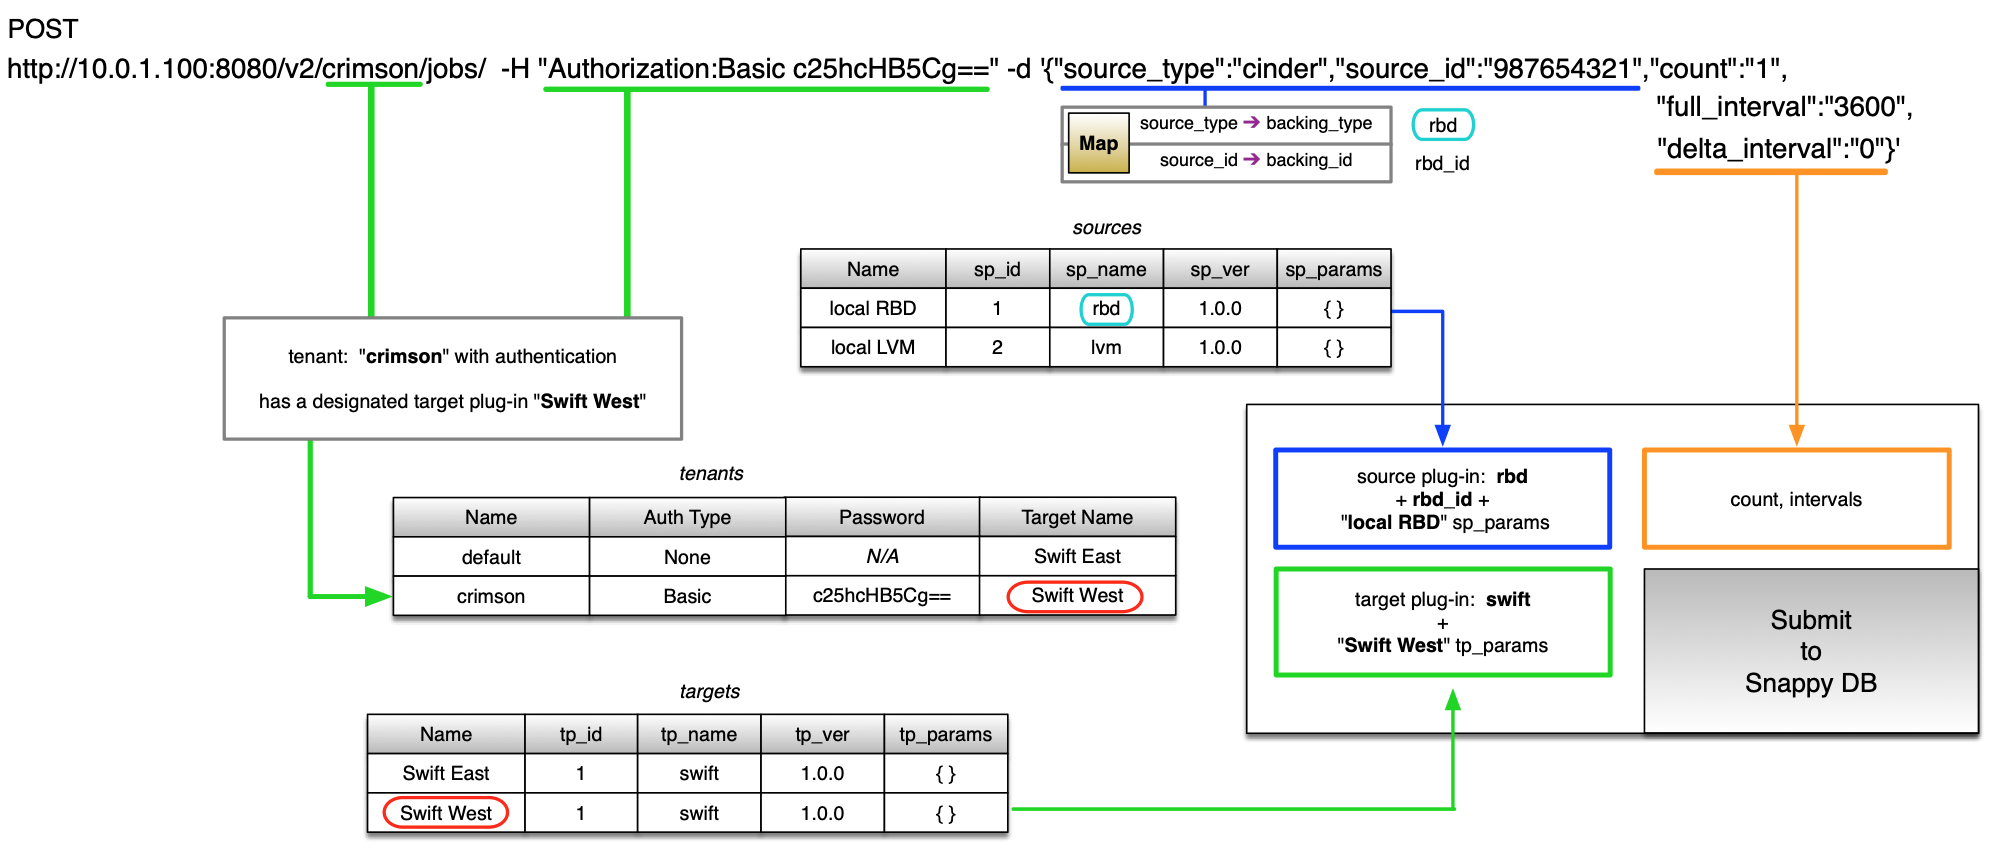 POST
http://10.0.1.100:8080/v2/crimson/jobs/ -H "Authorization:Basic c25hcHB5Cg==" -d '{"source_type":"cinder","source_id":"987654321","count":"1",
"full_interval":"3600",
"delta_interval":"0"}'
Map
source_type ➔ backing_type
source_id ➔ backing_id
rbd
rbd_id
sources
Name sp_id sp_name sp_ver sp_params
local RBD 1 rbd 1.0.0 { }
local LVM 2 lvm 1.0.0 { }
tenant: "crimson" with authentication
has a designated target plug-in "Swift West"
tenants
Name Auth Type Password Target Name
default None N/A Swift East
crimson Basic c25hcHB5Cg== Swift West
source plug-in: rbd
+ rbd_id +
"local RBD" sp_params
count, intervals
target plug-in: swift
+
"Swift West" tp_params
Submit
to
Snappy DB
targets
Name tp_id tp_name tp_ver tp_params
Swift East 1 swift 1.0.0 { }
Swift West 1 swift 1.0.0 { }